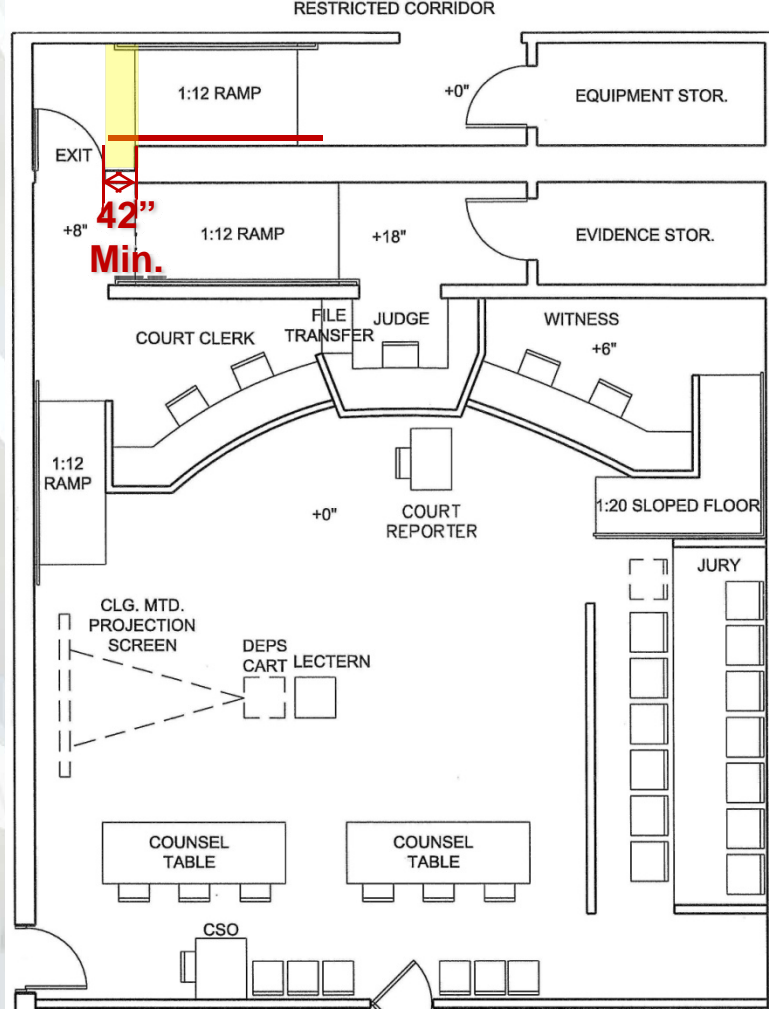 RESTRICTED CORRIDOR
1:12 RAMP
+0"
EQUIPMENT STOR.
EXIT
42”
Min.
+8"
1:12 RAMP
+18"
EVIDENCE STOR.
COURT CLERK
FILE
TRANSFER
JUDGE
WITNESS
+6"
1:12
RAMP
+0"
COURT
REPORTER
1:20 SLOPED FLOOR
JURY
CLG. MTD.
PROJECTION
SCREEN
DEPS
CART
LECTERN
COUNSEL
TABLE
COUNSEL
TABLE
CSO